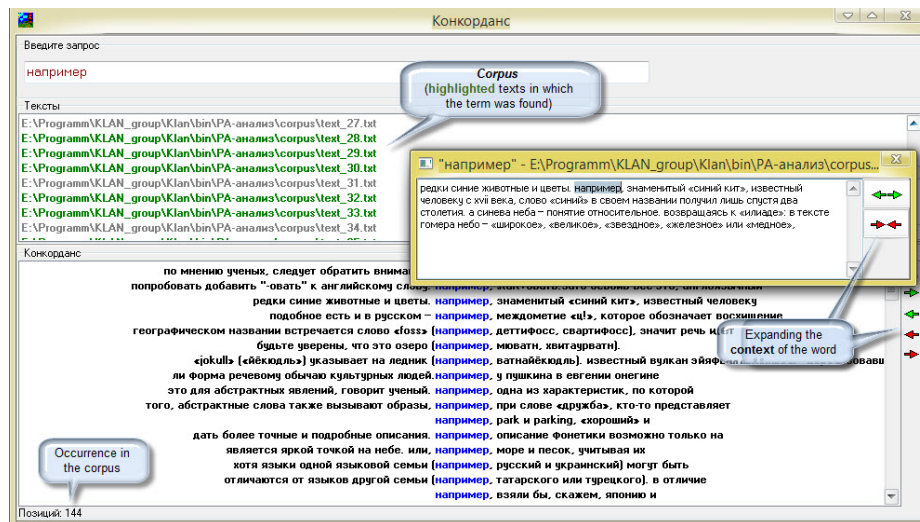 Конкорданс
Введите запрос
например
Corpus
(highlighted texts in which
the term was found)
Тексты
E:\Programm\KLAN_group\Klan\bin\PA-анализ\corpus\text_27.txt
E:\Programm\KLAN_group\Klan\bin\PA-анализ\corpus\text_28.txt
E:\Programm\KLAN_group\Klan\bin\PA-анализ\corpus\text_29.txt
E:\Programm\KLAN_group\Klan\bin\PA-анализ\corpus\text_30.txt
E:\Programm\KLAN_group\Klan\bin\PA-анализ\corpus\text_31.txt
E:\Programm\KLAN_group\Klan\bin\PA-анализ\corpus\text_32.txt
E:\Programm\KLAN_group\Klan\bin\PA-анализ\corpus\text_33.txt
E:\Programm\KLAN_group\Klan\bin\PA-анализ\corpus\text_34.txt
"например" - E:\Programm\KLAN_group\Klan\bin\PA-анализ\corpus...
редки синие животные и цветы. например, знаменитый «синий кит», известный
человеку с xvii века, слово «синий» в своем названии получил лишь спустя два
столетия. а синева неба – понятие относительное. возвращаясь к «илиаде»: в тексте
гомера небо – «широкое», «великое», «звездное», «железное» или «медное»,
Конкорданс
по мнению ученых, следует обратить
попробовать добавить "-овать" к английскому
редки синие животные и цветы. например, знаменитый «синий кит», известный человеку
подобное есть и в русском – например, междометие «ц!», которое обозначает восхищение
географическом названии встречается слово «foss» (например, деттифосс, свартифосс), значит речь
будьте уверены, что это озеро (например, мюватн, хвитаурватн).
«jokull» («йёкюдль») указывает на ледник (например, ватнайёкюдль). известный вулкан
ли форма речевому обычаю культурных людей.например, у пушкина в евгении онегине
это для абстрактных явлений, говорит ученый. например, одна из характеристик, по которой
того, абстрактные слова также вызывают образы, например, при слове «дружба», кто-то представляет
например, park и parking, «хороший» и
дать более точные и подробные описания. например, описание фонетики возможно только на
является яркой точкой на небе. или, например, море и песок, учитывая их
хотя языки одной языковой семьи (например, русский и украинский) могут быть
отличаются от языков другой семьи (например, татарского или турецкого). в отличие
например, взяли бы, скажем, японию и
Expanding the
context of the word
Occurrence in
the corpus
Позиций: 144